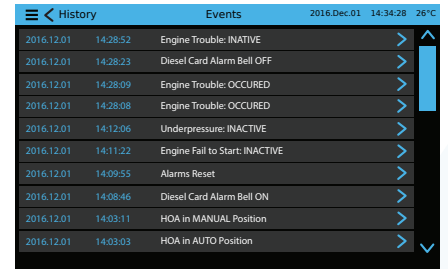 History Events 2016.Dec.01 14:34:28 26°C
2016.12.01 14:28:52 Engine Trouble: INATIVE
2016.12.01 14:28:23 Diesel Card Alarm Bell OFF
2016.12.01 14:28:09 Engine Trouble: OCCURED
2016.12.01 14:28:08 Engine Trouble: OCCURED
2016.12.01 14:12:06 Underpressure: INACTIVE
2016.12.01 14:11:22 Engine Fail to Start: INACTIVE
2016.12.01 14:09:55 Alarms Reset
2016.12.01 14:08:46 Diesel Card Alarm Bell ON
2016.12.01 14:03:11 HOA in MANUAL Position
2016.12.01 14:03:03 HOA in AUTO Position